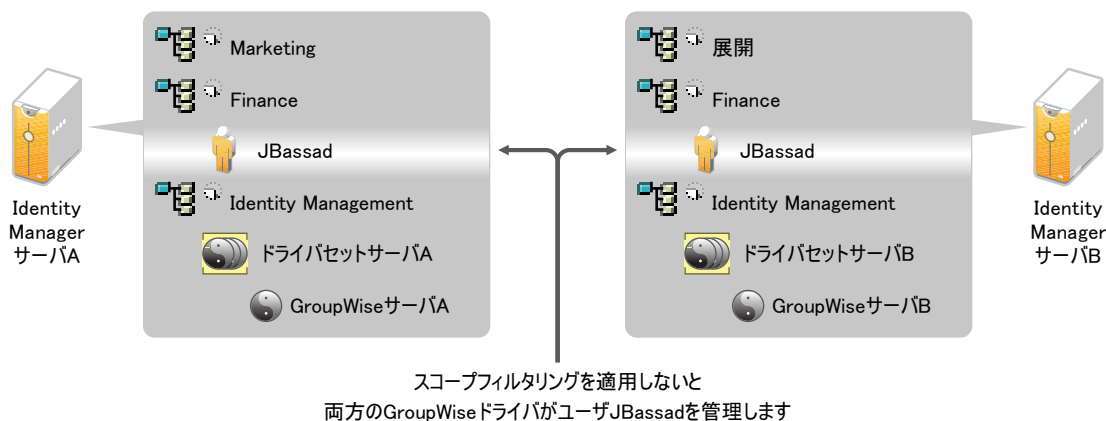 Marketing
Finance
JBassad
Identity Management
ドライバセットサーバA
GroupWiseサーバA
Identity
Manager
サーバA
展開
Finance
JBassad
Identity Management
ドライバセットサーバB
GroupWiseサーバB
Identity
Manager
サーバB
スコープフィルタリングを適用しないと
両方のGroupWiseドライバがユーザJBassadを管理します